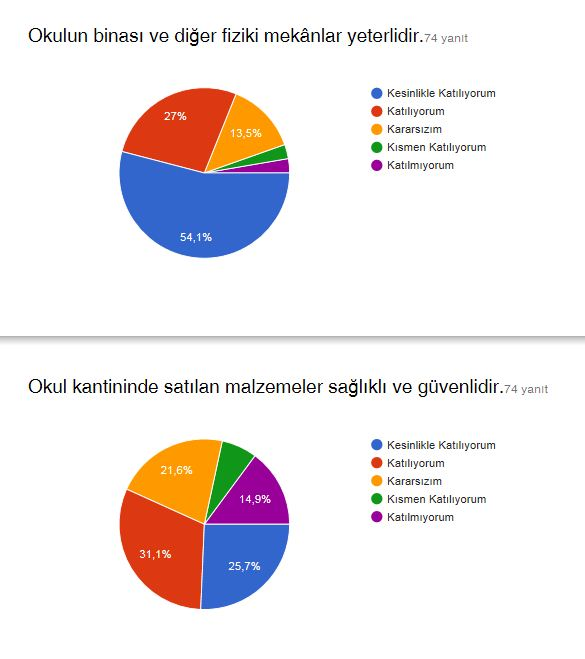 Okulun binası ve diğer fiziki mekânlar yeterlidir.74 yanıt
Kesinlikle Katılıyorum
Katılıyorum
Kararsızım
Kısmen Katılıyorum
Katılmıyorum
27%
13,5%
54,1%
Okul kantininde satılan malzemeler sağlıklı ve güvenlidir.74 yanıt
Kesinlikle Katılıyorum
Katılıyorum
Kararsızım
Kısmen Katılıyorum
Katılmıyorum
21,6%
14,9%
31,1%
25,7%